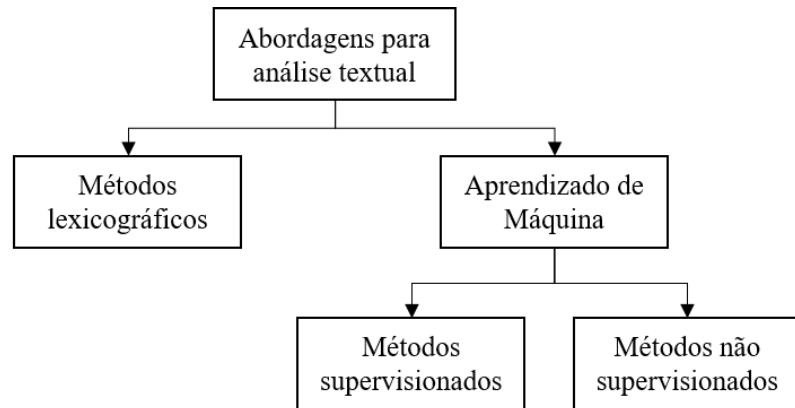 Abordagens para
análise textual
Métodos
lexicográficos
Aprendizado de
Máquina
Métodos
supervisionados
Métodos não
supervisionados